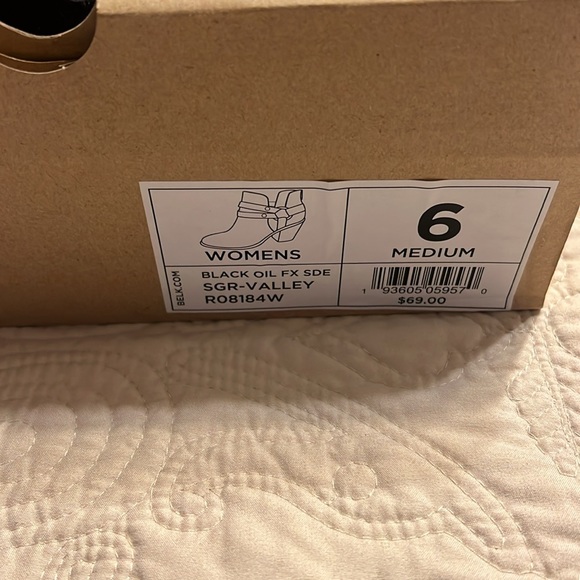 WOMENS
BELK.COM
BLACK OIL FX SDE
SGR-VALLEY
R08184W
6
MEDIUM
1 93605 05957 0
$69.00